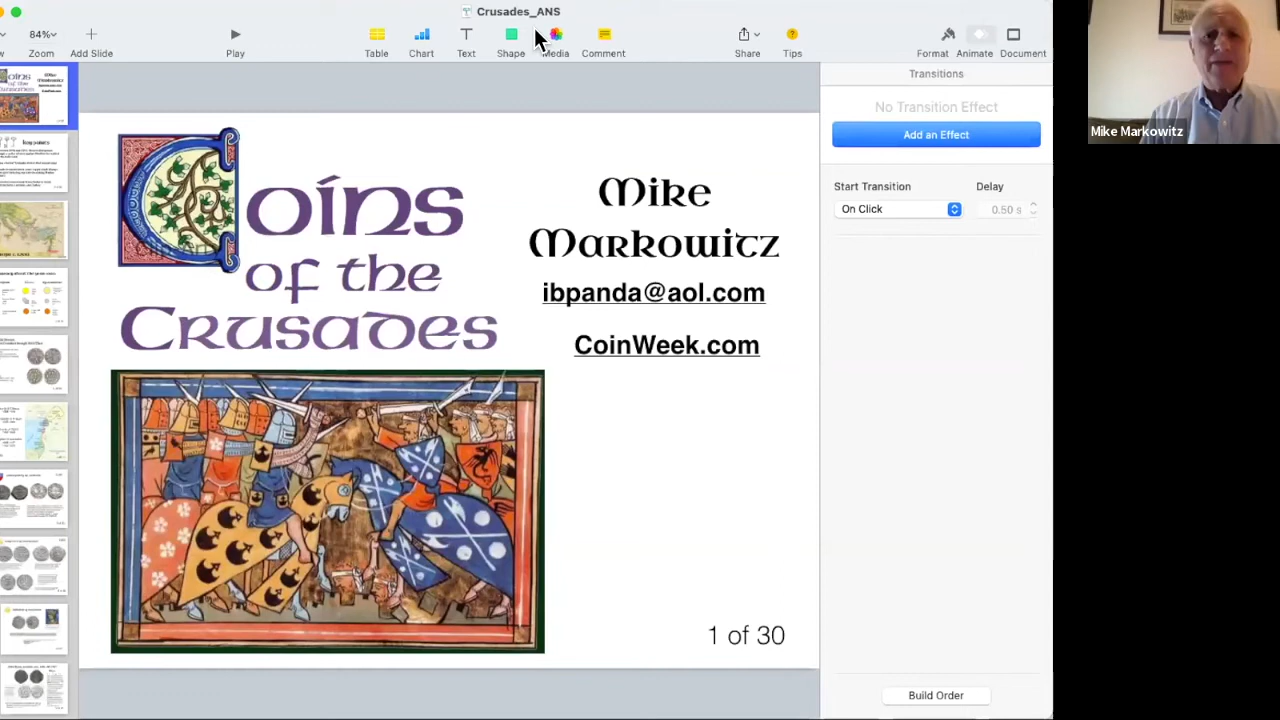 Crusades_ANS
84%
Zoom
Add Slide
Play
Table
Chart
Text
Shape
Media
Comment
Share
Tips
Format
Animate
Document
Transitions
No Transition Effect
Add an Effect
Start Transition
Delay
On Click
0.50 s
Build Order
Coins
of the
Crusades
Mike
Markowitz
ibpanda@aol.com
CoinWeek.com
1 of 30
Mike Markowitz